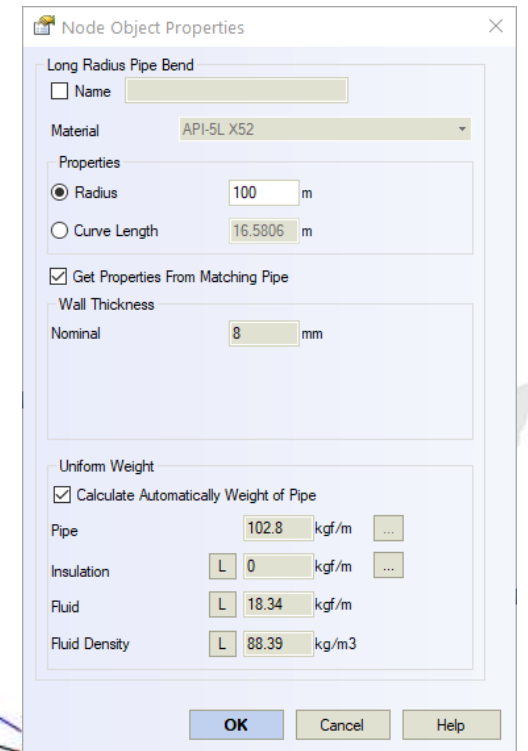 Node Object Properties
Long Radius Pipe Bend
Name
Material API-5L X52
Properties
Radius 100 m
Curve Length 16.5806 m
Get Properties From Matching Pipe
Wall Thickness
Nominal 8 mm
Uniform Weight
Calculate Automatically Weight of Pipe
Pipe 102.8 kgf/m ...
Insulation L 0 kgf/m ...
Fluid L 18.34 kgf/m
Fluid Density L 88.39 kg/m3
OK Cancel Help